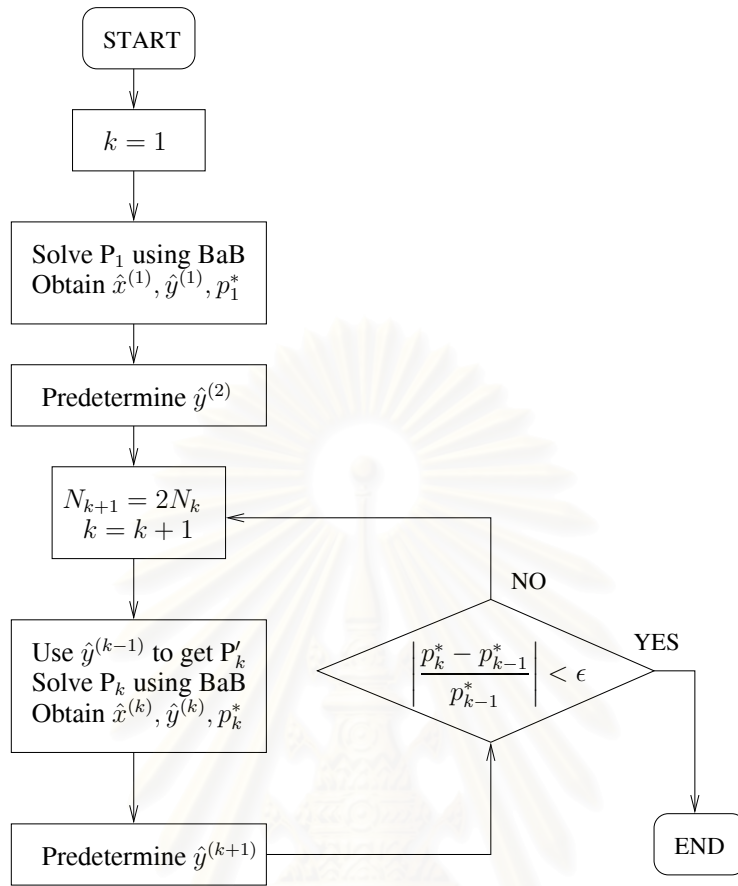 START
k = 1
Solve P₁ using BaB
Obtain x̂⁽¹⁾, ŷ⁽¹⁾, p₁*
Predetermine ŷ⁽²⁾
Nₖ₊₁ = 2Nₖ
k = k + 1
Use ŷ⁽ᵏ⁻¹⁾ to get P′ₖ
Solve Pₖ using BaB
Obtain x̂⁽ᵏ⁾, ŷ⁽ᵏ⁾, pₖ*
Predetermine ŷ⁽ᵏ⁺¹⁾
NO
YES
|(pₖ* − pₖ₋₁*) / pₖ₋₁*| < ϵ
END